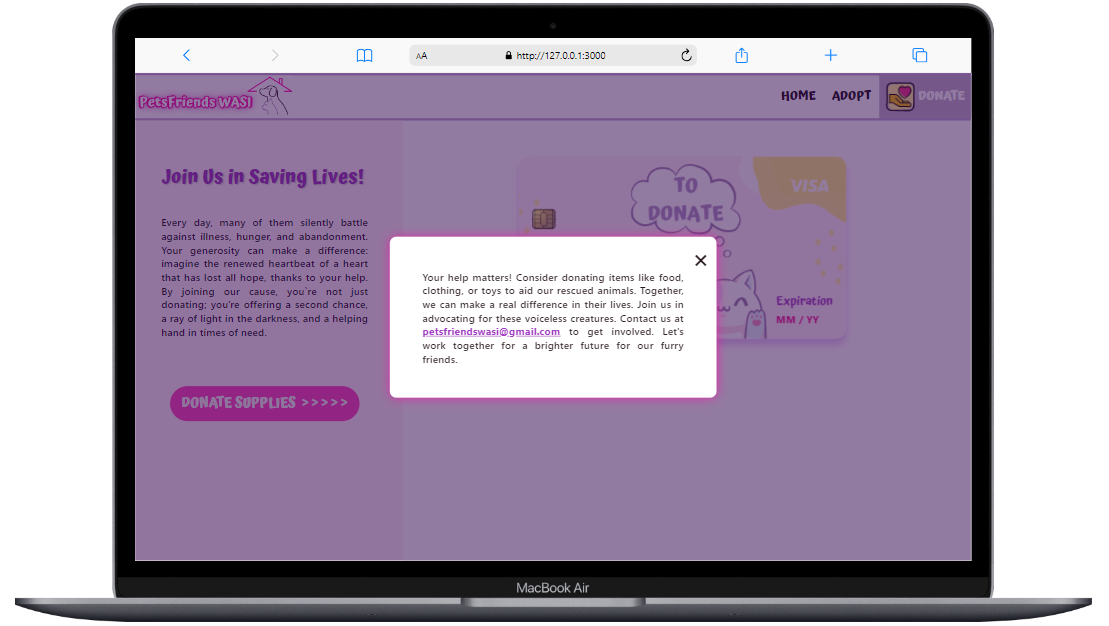 AA
http://127.0.0.1:3000
PetsFriends WASI
HOME ADOPT DONATE
Join Us in Saving Lives!
Every day, many of them silently battle
against illness, hunger, and abandonment.
Your generosity can make a difference:
imagine the renewed heartbeat of a heart
that has lost all hope, thanks to your help.
By joining our cause, you`re not just
donating; you're offering a second chance,
a ray of light in the darkness, and a helping
hand in times of need.
DONATE SUPPLIES >>>>>
TO
DONATE
VISA
Expiration
MM / YY
Your help matters! Consider donating items like food,
clothing, or toys to aid our rescued animals. Together,
we can make a real difference in their lives. Join us in
advocating for these voiceless creatures. Contact us at
petsfriendswasi@gmail.com to get involved. Let's
work together for a brighter future for our furry
friends.
MacBook Air